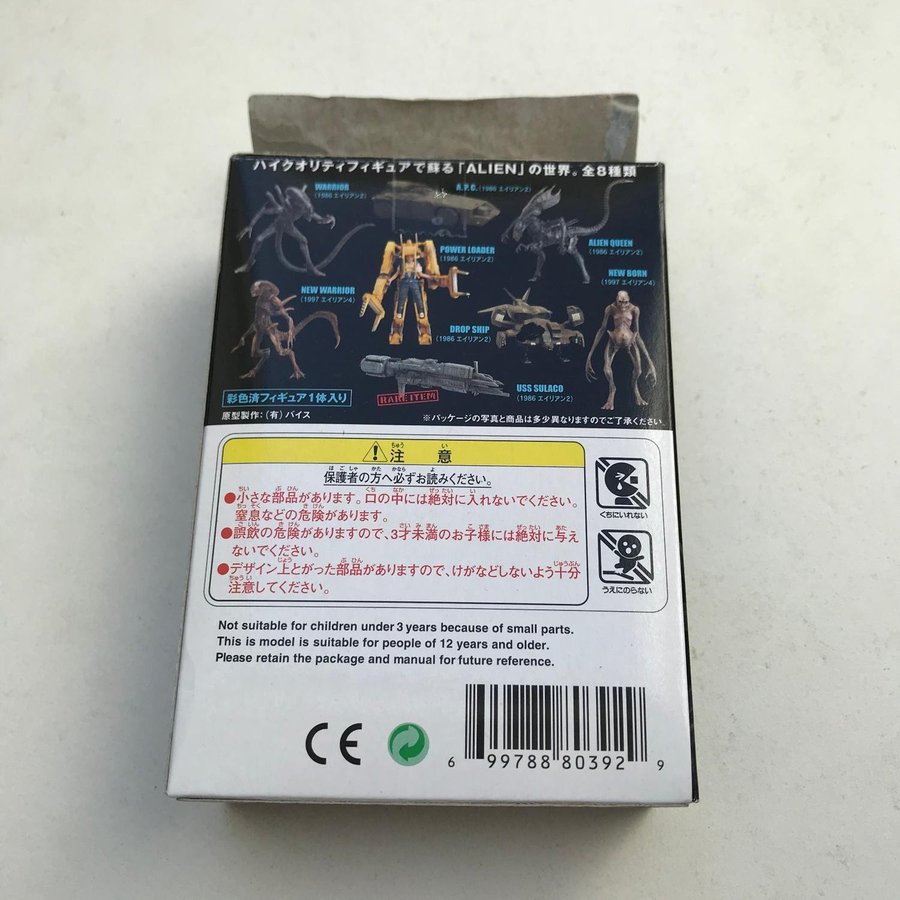 ハイクオリティフィギュアで蘇る「ALIEN」の世界。全8種類
WARRIOR
(1986 エイリアン2)
A.P.C. (1986 エイリアン2)
ALIEN QUEEN
(1986 エイリアン2)
POWER LOADER
(1986 エイリアン2)
NEW WARRIOR
(1997 エイリアン4)
NEW BORN
(1997 エイリアン4)
DROP SHIP
(1986 エイリアン2)
USS SULACO
(1986 エイリアン2)
RARE ITEM
彩色済フィギュア1体入り
原型製作:(有)バイス
※パッケージの写真と商品は多少異なりますのでご了承ください。
注意
保護者の方へ必ずお読みください。
●小さな部品があります。口の中には絶対に入れないでください。
窒息などの危険があります。
●誤飲の危険がありますので、3才未満のお子様には絶対に与え
ないでください。
●デザイン上とがった部品がありますので、けがなどしないよう十分
注意してください。
くちにいれない
うえにのらない
Not suitable for children under 3 years because of small parts.
This is model is suitable for people of 12 years and older.
Please retain the package and manual for future reference.
CE
6 99788 80392 9